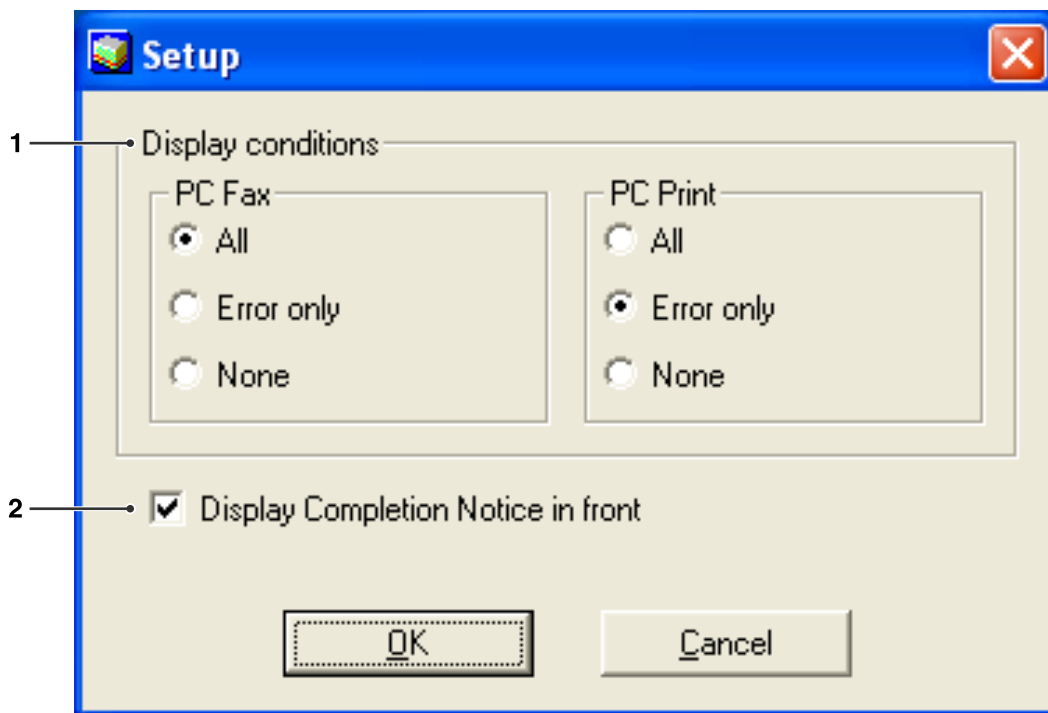 Setup
1
Display conditions
PC Fax
All
Error only
None
PC Print
All
Error only
None
2
Display Completion Notice in front
OK
Cancel